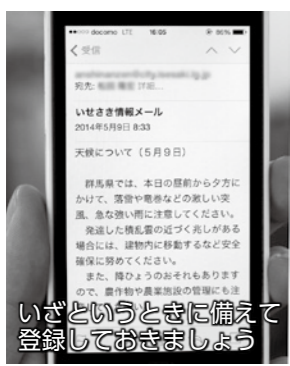 docomo LTE 16:05 86%
受信
宛先:
いせさき情報メール
2014年5月9日 8:33
天候について（5月9日）
群馬県では、本日の昼前から夕方に
かけて、落雷や竜巻などの激しい突
風、急な強い雨に注意してください。
発達した積乱雲の近づく兆しがある
場合には、建物内に移動するなど安全
確保に努めてください。
また、降ひょうのおそれもあります
ので、農作物や農業施設の管理にも注
いざというときに備えて
登録しておきましょう